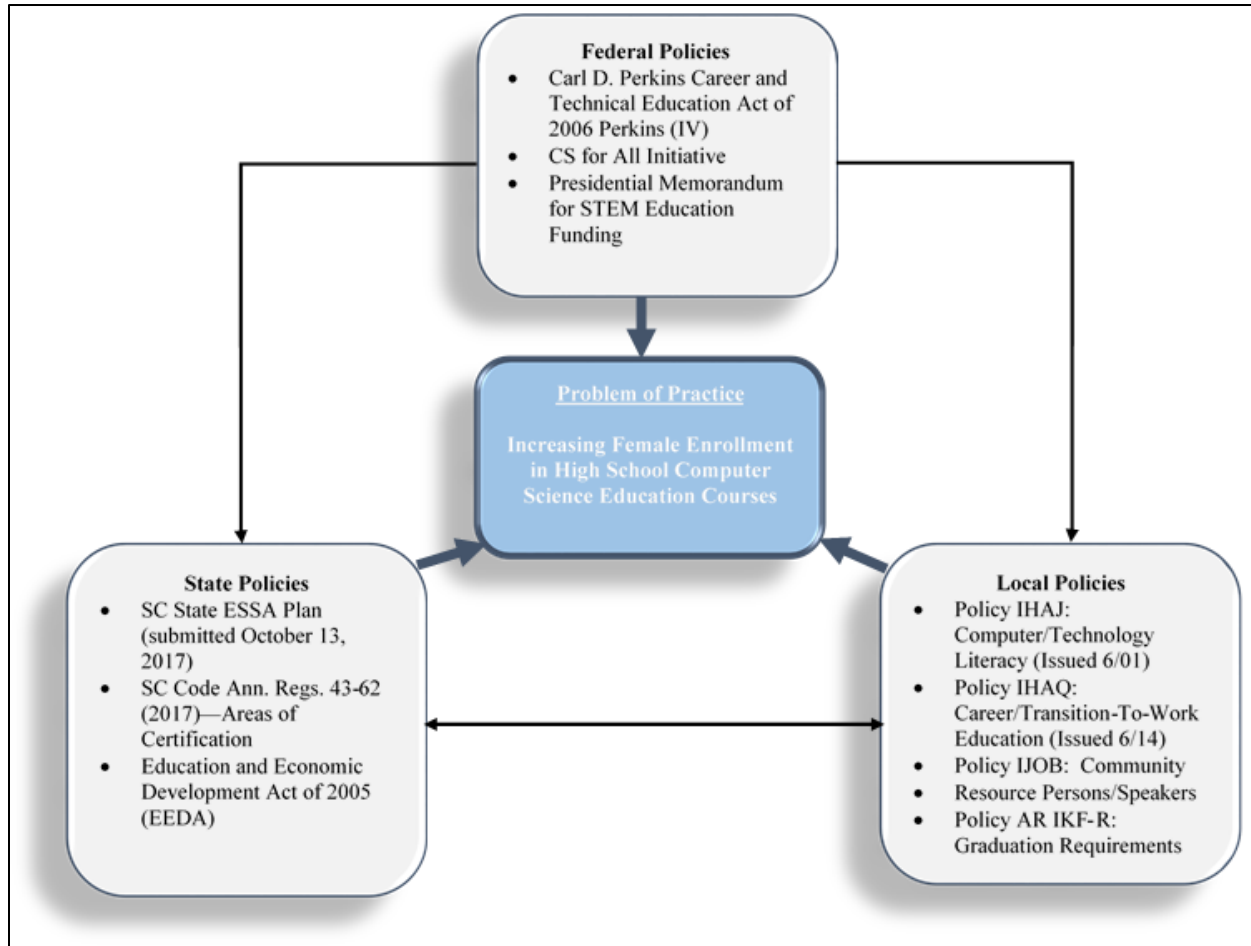 Federal Policies
• Carl D. Perkins Career and
Technical Education Act of
2006 Perkins (IV)
• CS for All Initiative
• Presidential Memorandum
for STEM Education
Funding
Problem of Practice
Increasing Female Enrollment
in High School Computer
Science Education Courses
State Policies
• SC State ESSA Plan
(submitted October 13,
2017)
• SC Code Ann. Regs. 43-62
(2017)—Areas of
Certification
• Education and Economic
Development Act of 2005
(EEDA)
Local Policies
• Policy IHAJ:
Computer/Technology
Literacy (Issued 6/01)
• Policy IHAQ:
Career/Transition-To-Work
Education (Issued 6/14)
• Policy IJOB: Community
• Resource Persons/Speakers
• Policy AR IKF-R:
Graduation Requirements